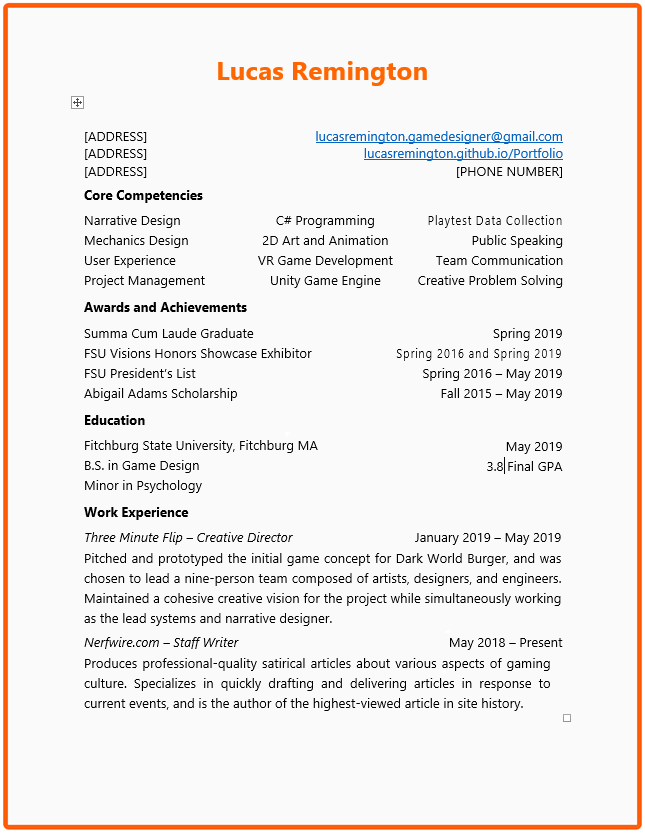 Lucas Remington
[ADDRESS] lucasremington.gamedesigner@gmail.com
[ADDRESS] lucasremington.github.io/Portfolio
[ADDRESS] [PHONE NUMBER]
Core Competencies
Narrative Design C# Programming Playtest Data Collection
Mechanics Design 2D Art and Animation Public Speaking
User Experience VR Game Development Team Communication
Project Management Unity Game Engine Creative Problem Solving
Awards and Achievements
Summa Cum Laude Graduate Spring 2019
FSU Visions Honors Showcase Exhibitor Spring 2016 and Spring 2019
FSU President's List Spring 2016 – May 2019
Abigail Adams Scholarship Fall 2015 – May 2019
Education
Fitchburg State University, Fitchburg MA May 2019
B.S. in Game Design 3.8 Final GPA
Minor in Psychology
Work Experience
Three Minute Flip – Creative Director January 2019 – May 2019
Pitched and prototyped the initial game concept for Dark World Burger, and was
chosen to lead a nine-person team composed of artists, designers, and engineers.
Maintained a cohesive creative vision for the project while simultaneously working
as the lead systems and narrative designer.
Nerfwire.com – Staff Writer May 2018 – Present
Produces professional-quality satirical articles about various aspects of gaming
culture. Specializes in quickly drafting and delivering articles in response to
current events, and is the author of the highest-viewed article in site history.